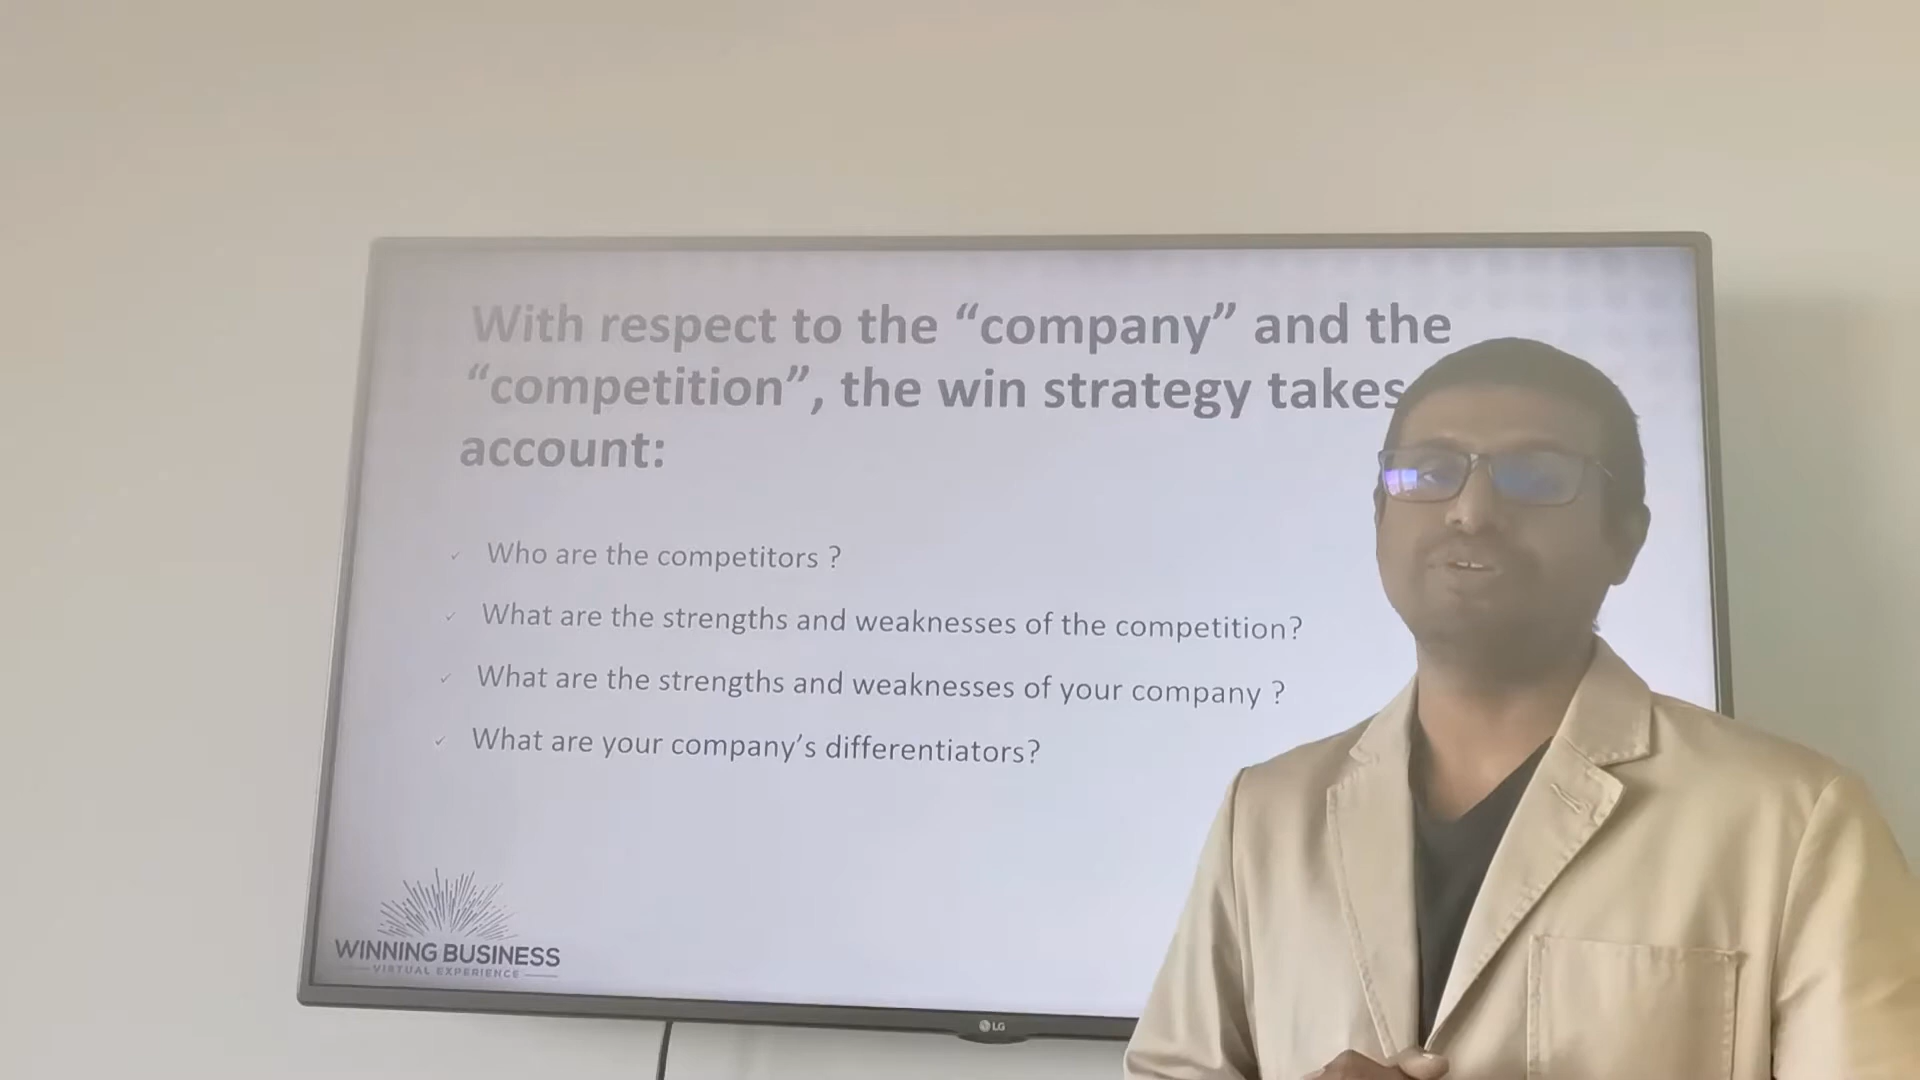 With respect to the “company” and the
“competition”, the win strategy takes
account:
✓ Who are the competitors ?
✓ What are the strengths and weaknesses of the competition?
✓ What are the strengths and weaknesses of your company ?
✓ What are your company’s differentiators?
WINNING BUSINESS
VIRTUAL EXPERIENCE
LG